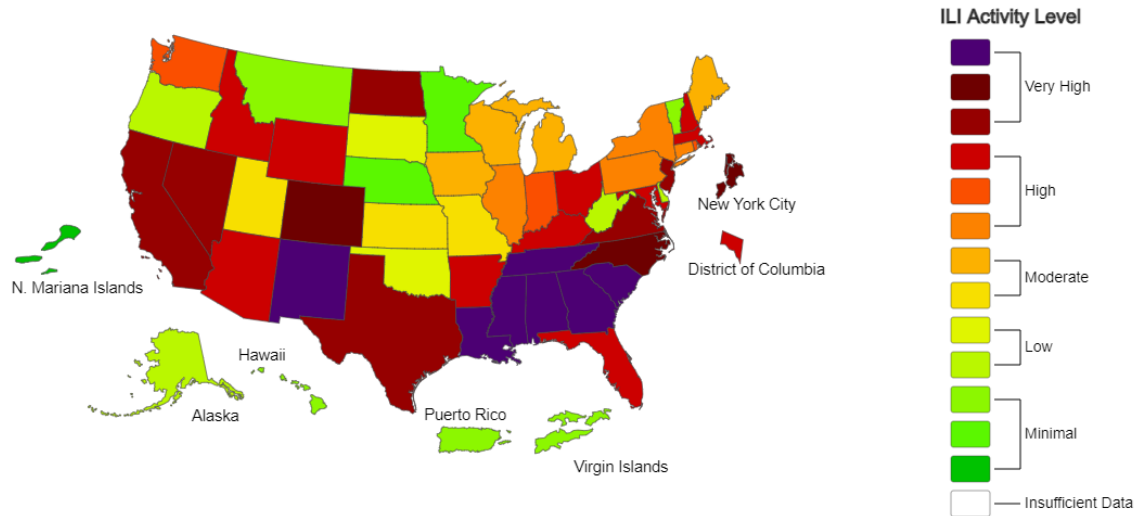 ILI Activity Level
Very High
High
New York City
District of Columbia
Moderate
N. Mariana Islands
Low
Hawaii
Alaska
Puerto Rico
Minimal
Virgin Islands
Insufficient Data